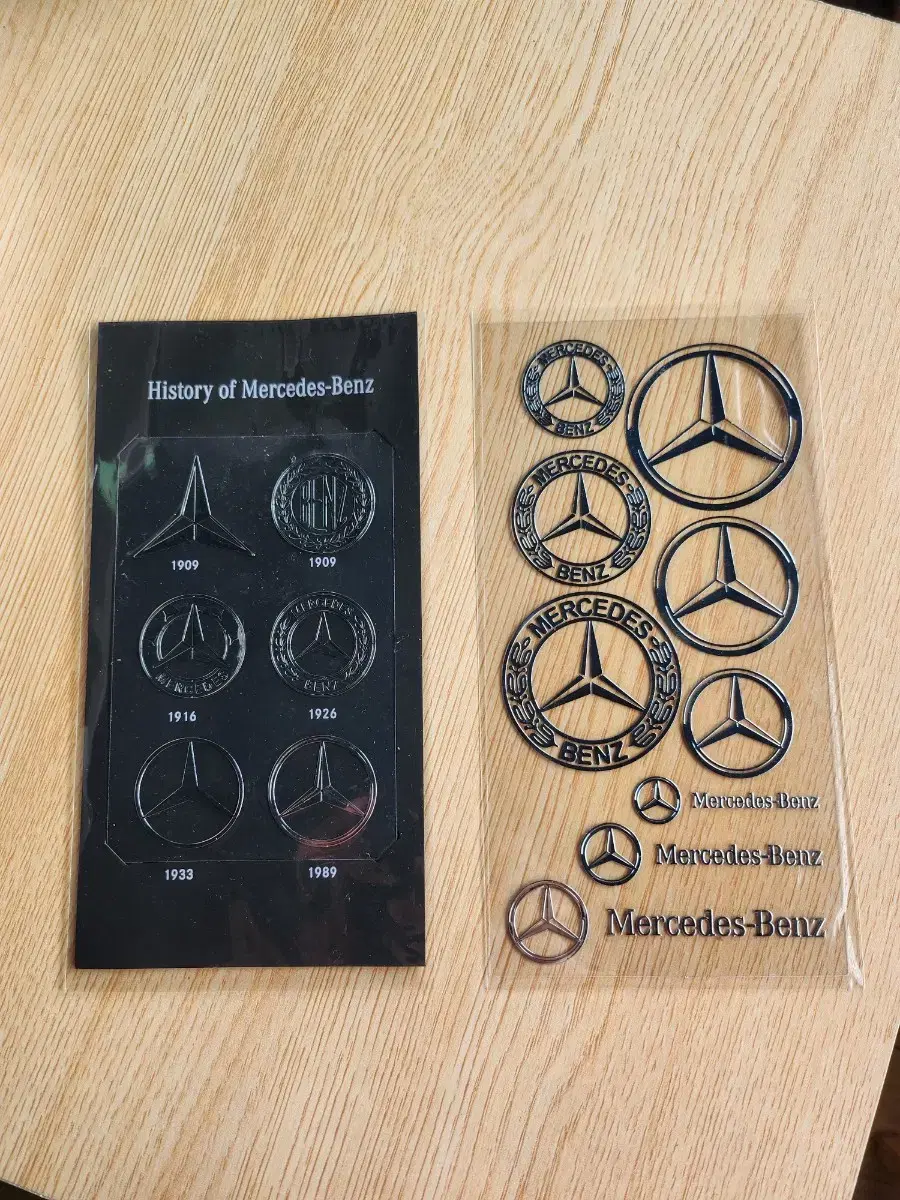 History of Mercedes-Benz
BENZ
1909
1909
MERCEDES
MERCEDES
BENZ
1916
1926
1933
1989
MERCEDES
BENZ
MERCEDES
BENZ
MERCEDES
BENZ
Mercedes-Benz
Mercedes-Benz
Mercedes-Benz